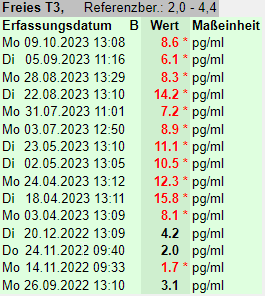 Freies T3, Referenzber.: 2,0 - 4,4
Erfassungsdatum B Wert Maßeinheit
Mo 09.10.2023 13:08 8.6 * pg/ml
Di 05.09.2023 11:16 6.1 * pg/ml
Mo 28.08.2023 13:29 8.3 * pg/ml
Di 22.08.2023 13:10 14.2 * pg/ml
Mo 31.07.2023 11:01 7.2 * pg/ml
Mo 03.07.2023 12:50 8.9 * pg/ml
Di 23.05.2023 13:10 11.1 * pg/ml
Di 02.05.2023 13:05 10.5 * pg/ml
Mo 24.04.2023 13:12 12.3 * pg/ml
Di 18.04.2023 13:11 15.8 * pg/ml
Mo 03.04.2023 13:09 8.1 * pg/ml
Di 20.12.2022 13:09 4.2 pg/ml
Do 24.11.2022 09:40 2.0 pg/ml
Mo 14.11.2022 09:33 1.7 * pg/ml
Mo 26.09.2022 13:10 3.1 pg/ml